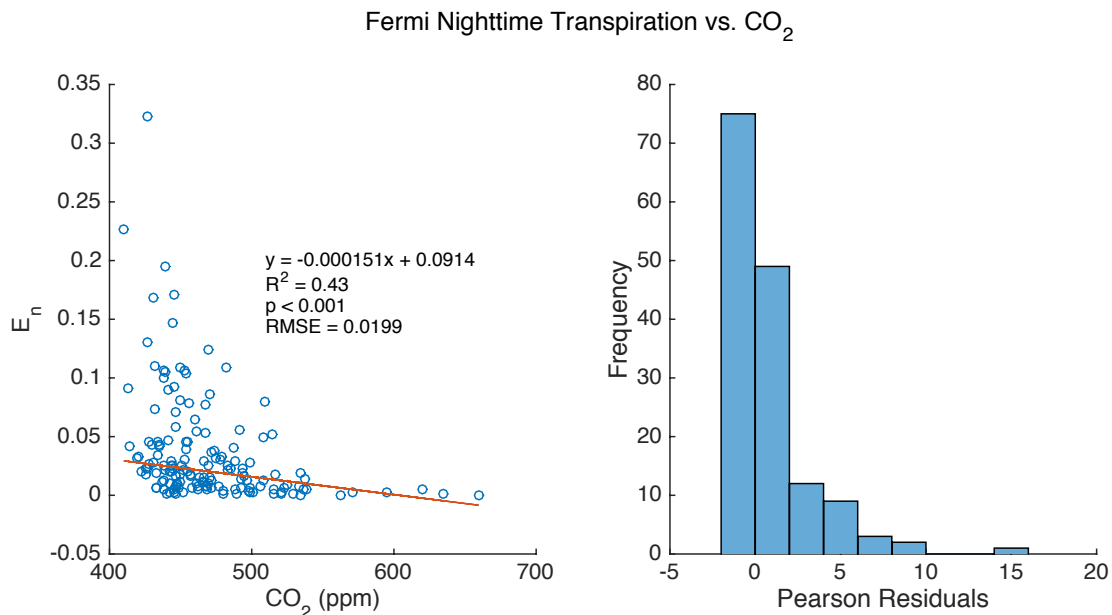 Fermi Nighttime Transpiration vs. CO₂
0.35
0.3
0.25
0.2
0.15
0.1
0.05
0
-0.05
E_n
y = -0.000151x + 0.0914
R² = 0.43
p < 0.001
RMSE = 0.0199
400 500 600 700
CO₂ (ppm)
80
70
60
50
40
30
20
10
0
Frequency
-5 0 5 10 15 20
Pearson Residuals